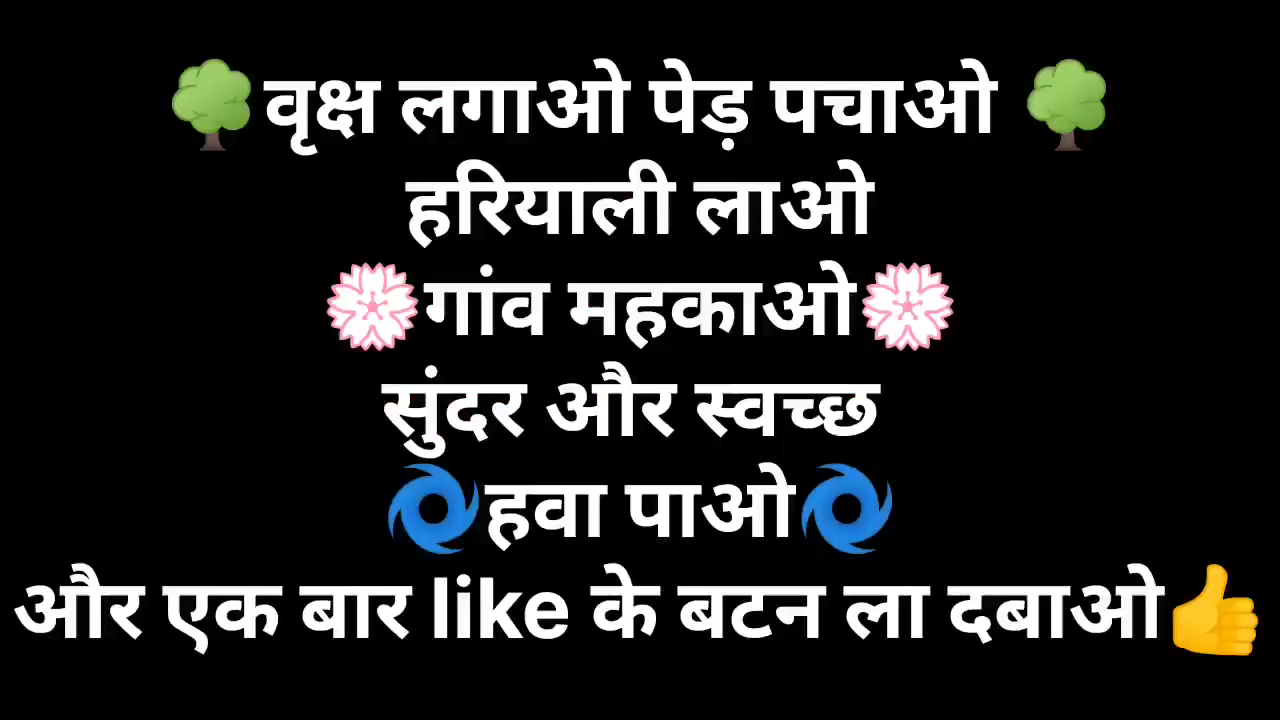 🌳वृक्ष लगाओ पेड़ पचाओ 🌳
हरियाली लाओ
💮गांव महकाओ💮
सुंदर और स्वच्छ
🌀हवा पाओ🌀
और एक बार like के बटन ला दबाओ👍